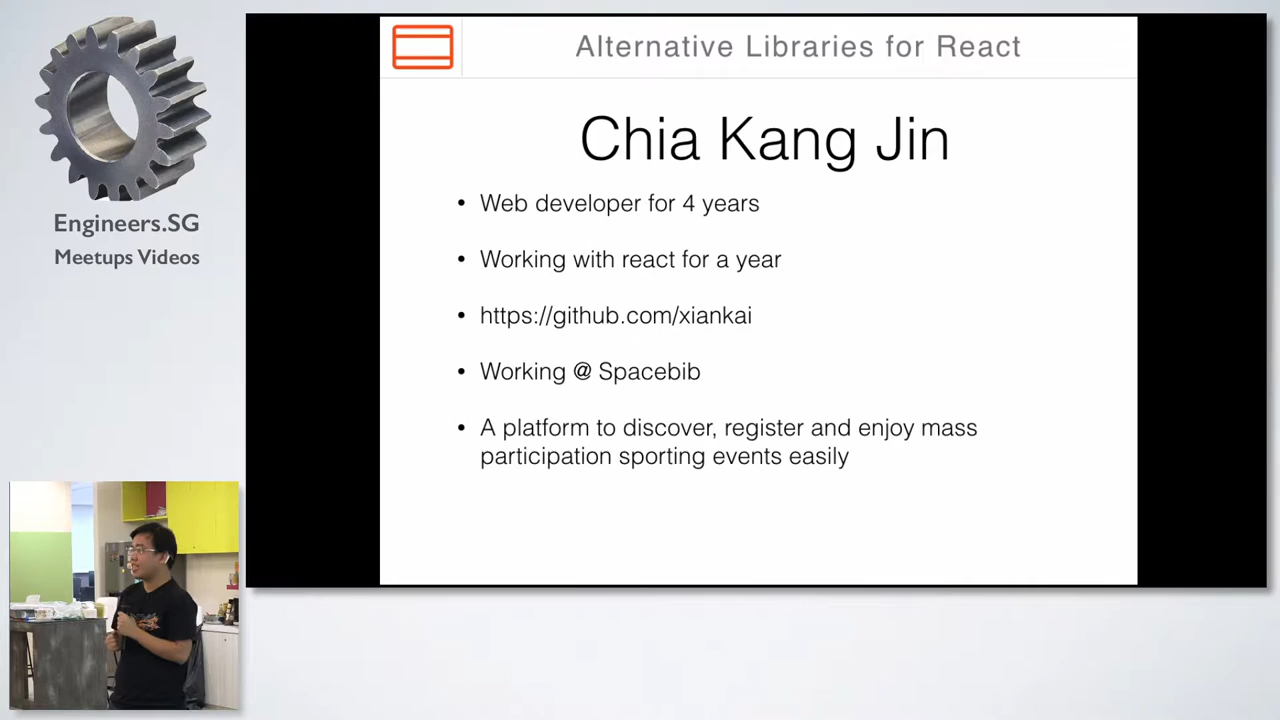 Alternative Libraries for React
Chia Kang Jin
• Web developer for 4 years
• Working with react for a year
• https://github.com/xiankai
• Working @ Spacebib
• A platform to discover, register and enjoy mass
participation sporting events easily
Engineers.SG
Meetups Videos